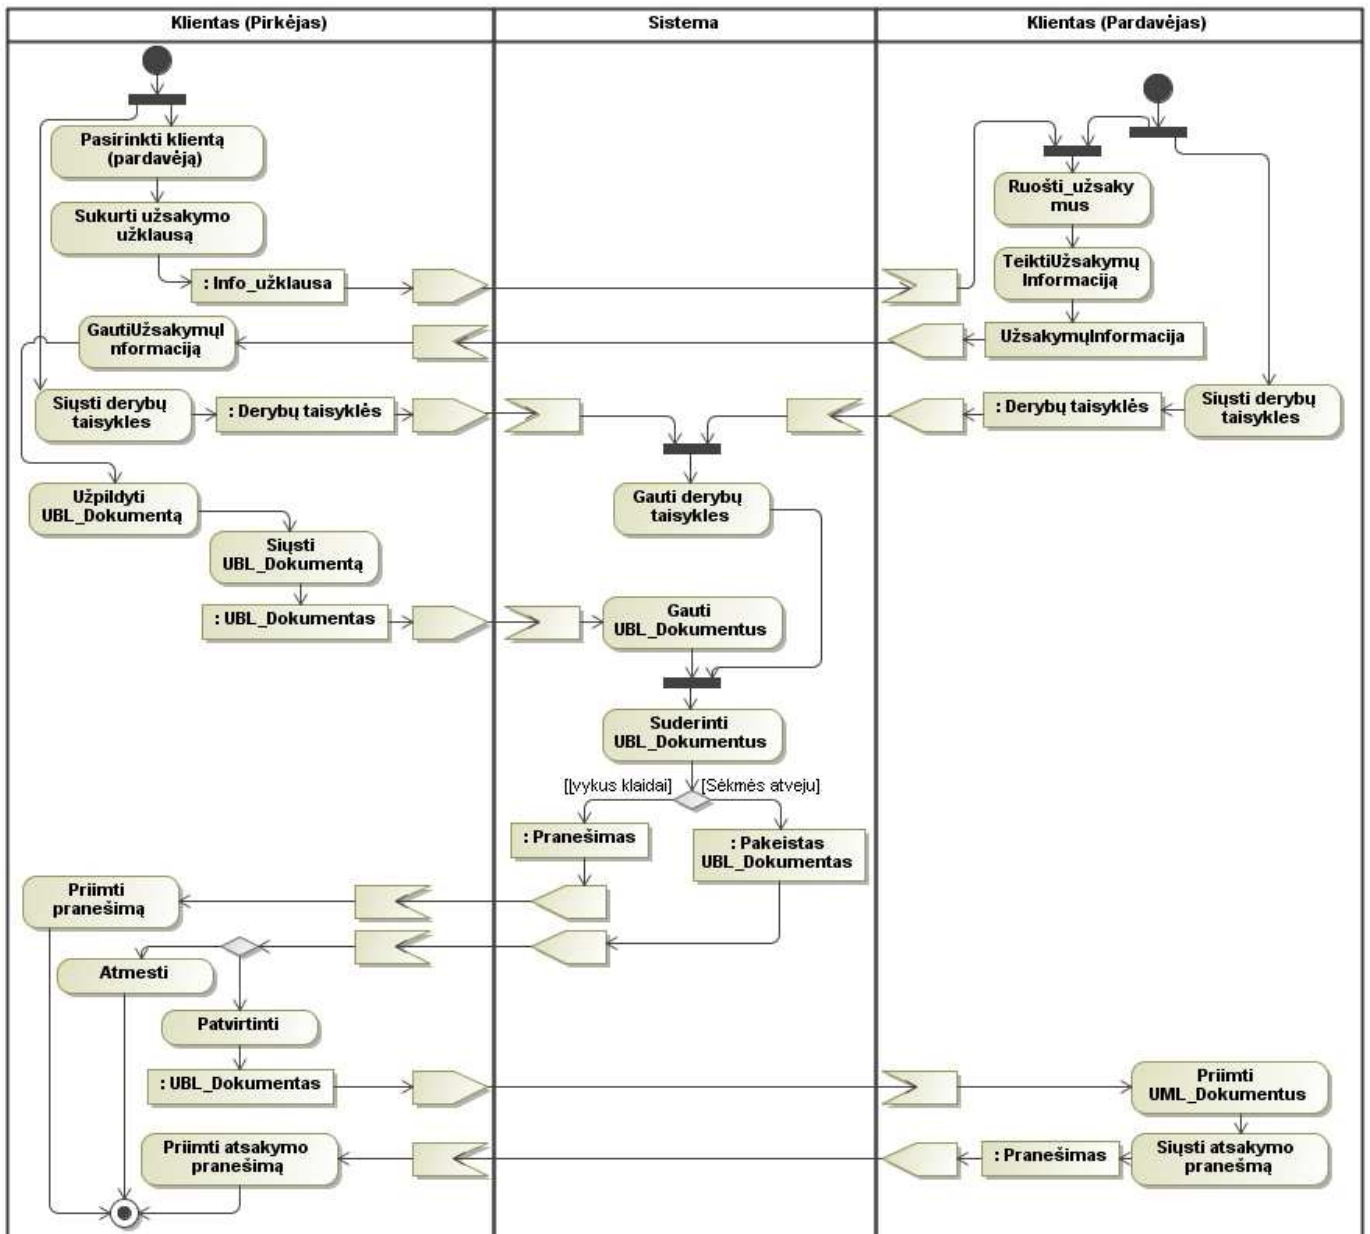 Klientas (Pirkėjas)
Sistema
Klientas (Pardavėjas)
Pasirinkti klientą
(pardavėją)
Sukurti užsakymo
užklausą
: Info_užklausa
Ruošti_užsaky
mus
TeiktiUžsakymų
Informaciją
UžsakymųInformacija
GautiUžsakymųI
nformaciją
Siųsti derybų
taisykles
: Derybų taisyklės
: Derybų taisyklės
Siųsti derybų
taisykles
Užpildyti
UBL_Dokumentą
Gauti derybų
taisykles
Siųsti
UBL_Dokumentą
: UBL_Dokumentas
Gauti
UBL_Dokumentus
Suderinti
UBL_Dokumentus
[Įvykus klaidai]
[Sėkmės atveju]
: Pranešimas
: Pakeistas
UBL_Dokumentas
Priimti
pranešimą
Atmesti
Patvirtinti
: UBL_Dokumentas
Priimti
UML_Dokumentus
Priimti atsakymo
pranešimą
: Pranešimas
Siųsti atsakymo
pranešmą